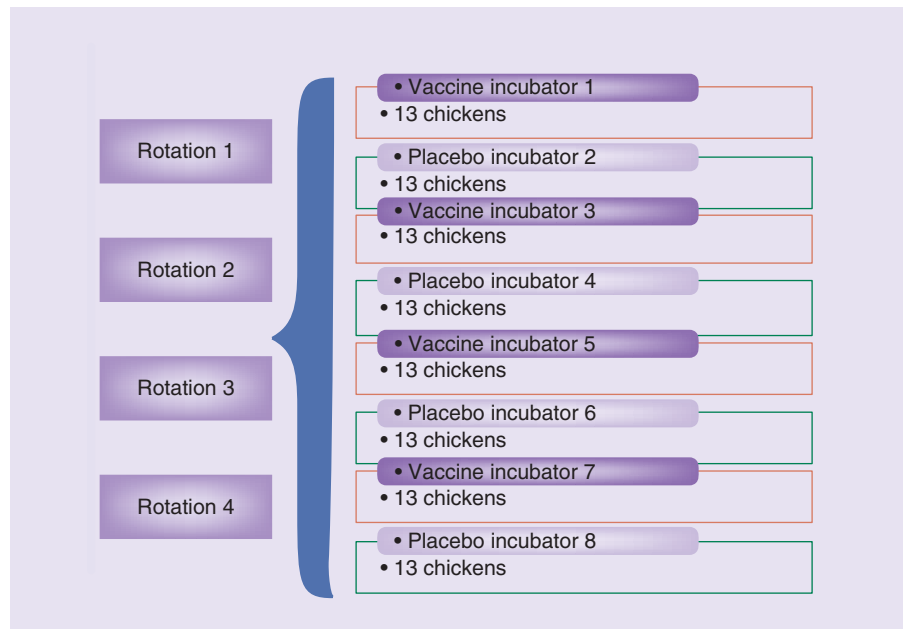 Rotation 1
Rotation 2
Rotation 3
Rotation 4
• Vaccine incubator 1
• 13 chickens
• Placebo incubator 2
• 13 chickens
• Vaccine incubator 3
• 13 chickens
• Placebo incubator 4
• 13 chickens
• Vaccine incubator 5
• 13 chickens
• Placebo incubator 6
• 13 chickens
• Vaccine incubator 7
• 13 chickens
• Placebo incubator 8
• 13 chickens